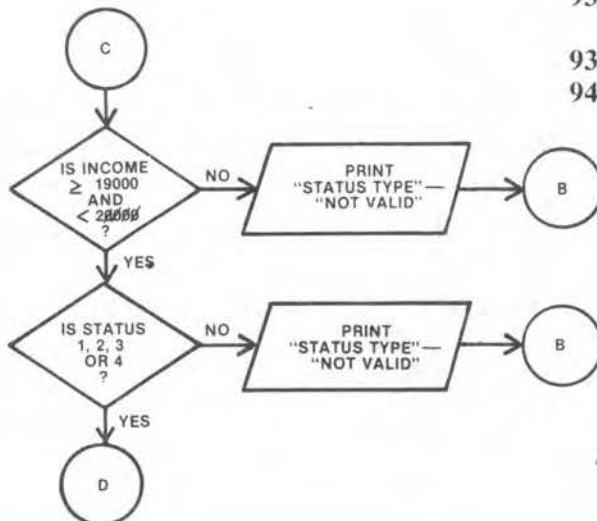 C
93
94
IS INCOME
≥ 19000
AND
< 20000
?
NO
PRINT
"STATUS TYPE"—
"NOT VALID"
B
YES
IS STATUS
1, 2, 3
OR 4
?
NO
PRINT
"STATUS TYPE"—
"NOT VALID"
B
YES
D